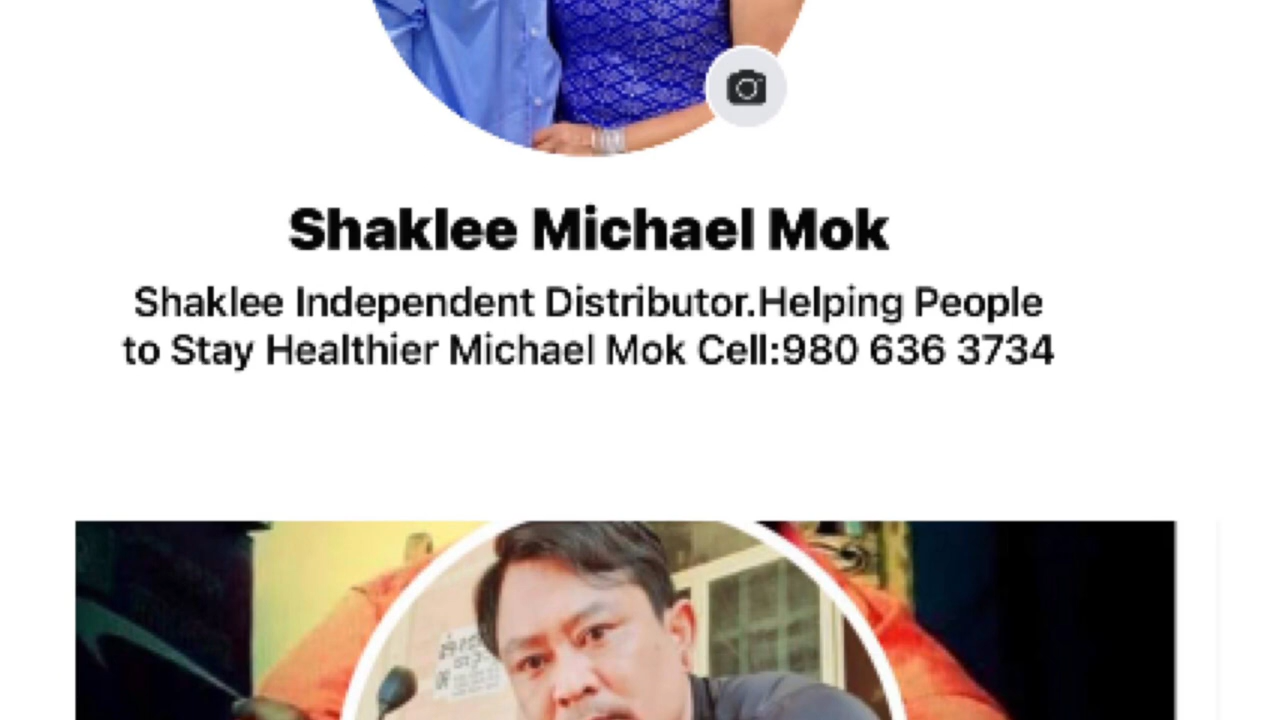 Shaklee Michael Mok
Shaklee Independent Distributor.Helping People
to Stay Healthier Michael Mok Cell:980 636 3734